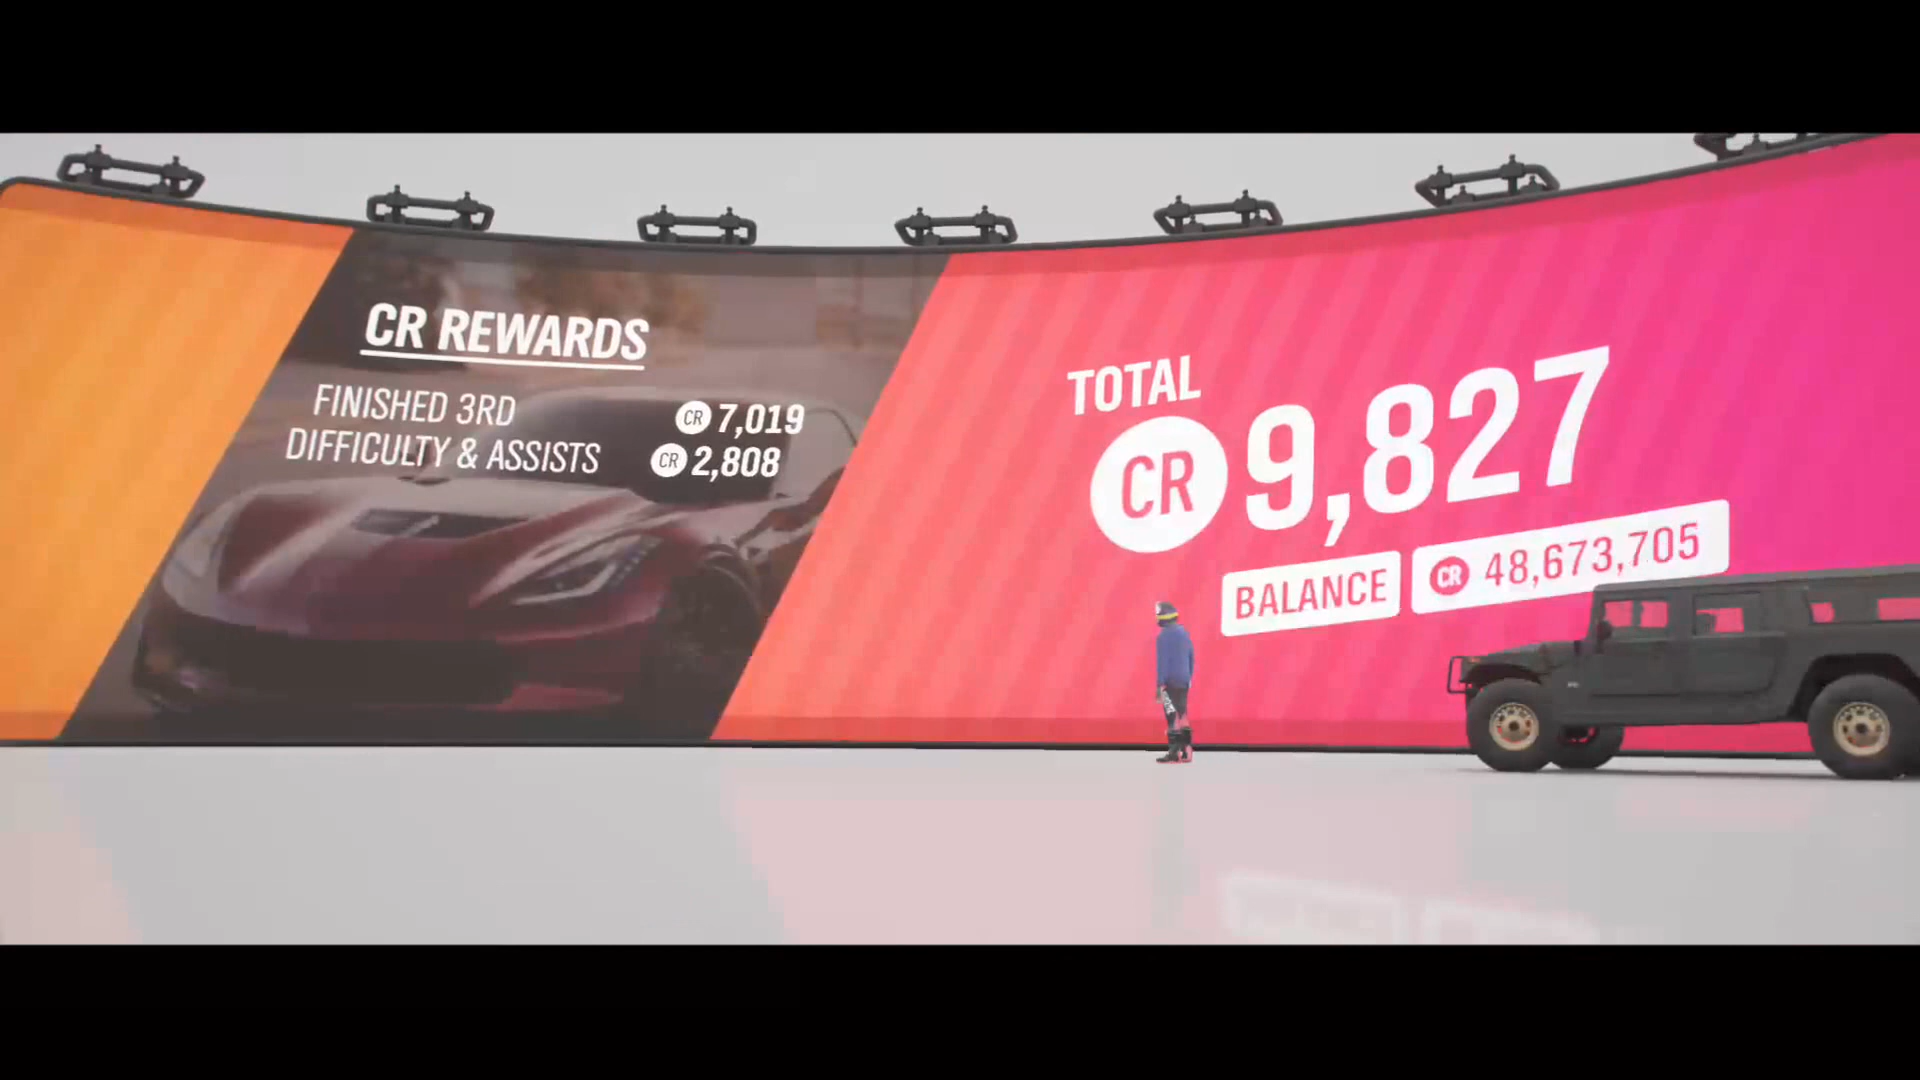 CR REWARDS
FINISHED 3RD CR 7,019
DIFFICULTY & ASSISTS CR 2,808
TOTAL
CR 9,827
BALANCE CR 48,673,705